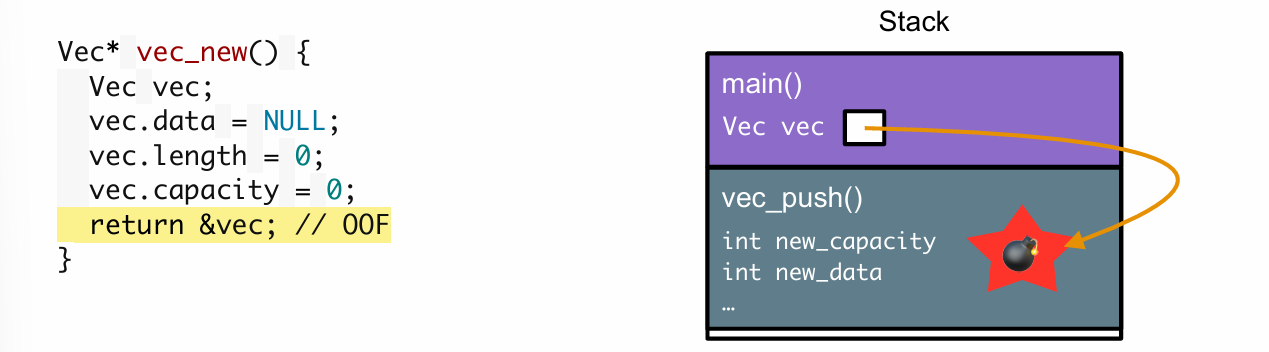 Vec* vec_new() {
Vec vec;
vec.data = NULL;
vec.length = 0;
vec.capacity = 0;
return &vec; // OOF
}
Stack
main()
Vec vec
vec_push()
int new_capacity
int new_data
…